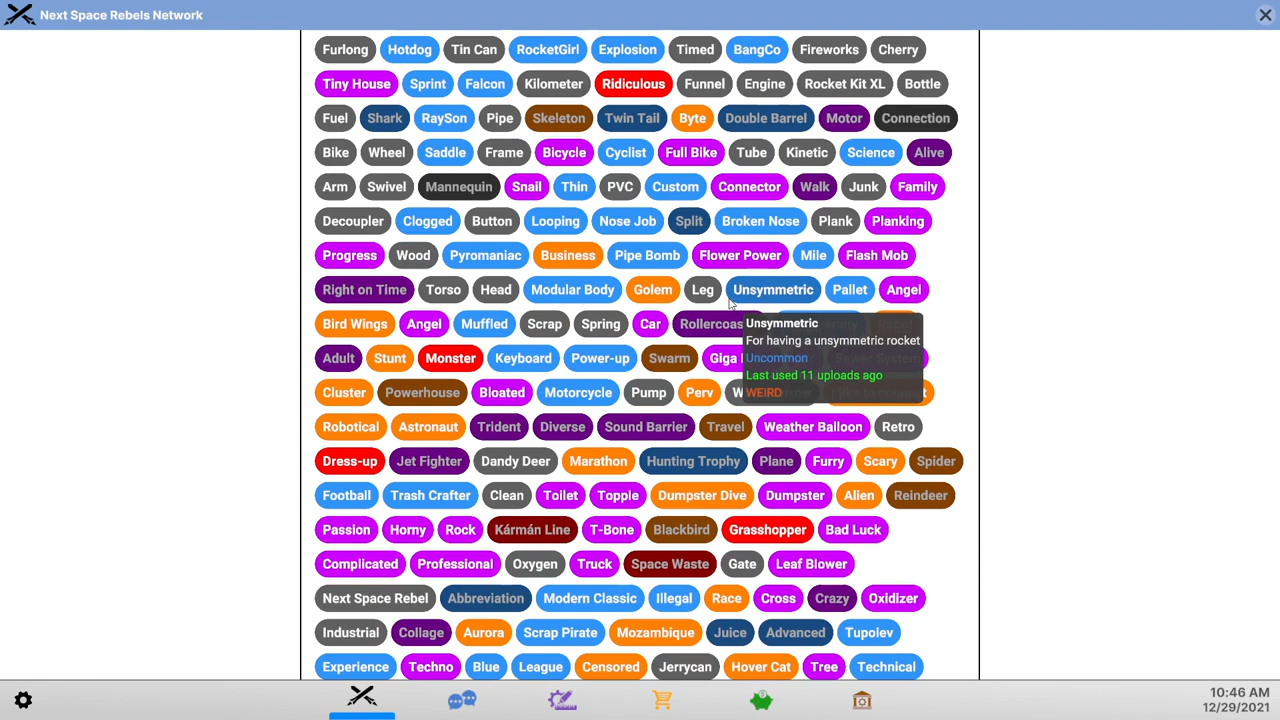 Next Space Rebels Network
Furlong Hotdog Tin Can RocketGirl Explosion Timed BangCo Fireworks Cherry
Tiny House Sprint Falcon Kilometer Ridiculous Funnel Engine Rocket Kit XL Bottle
Fuel Shark RaySon Pipe Skeleton Twin Tail Byte Double Barrel Motor Connection
Bike Wheel Saddle Frame Bicycle Cyclist Full Bike Tube Kinetic Science Alive
Arm Swivel Mannequin Snail Thin PVC Custom Connector Walk Junk Family
Decoupler Clogged Button Looping Nose Job Split Broken Nose Plank Planking
Progress Wood Pyromaniac Business Pipe Bomb Flower Power Mile Flash Mob
Right on Time Torso Head Modular Body Golem Leg Unsymmetric Pallet Angel
Bird Wings Angel Muffled Scrap Spring Car
Unsymmetric
For having a unsymmetric rocket
Uncommon
Last used 11 uploads ago
WEIRD
Adult Stunt Monster Keyboard Power-up Swarm Giga
Cluster Powerhouse Bloated Motorcycle Pump Perv
Robotical Astronaut Trident Diverse Sound Barrier Travel Weather Balloon Retro
Dress-up Jet Fighter Dandy Deer Marathon Hunting Trophy Plane Furry Scary Spider
Football Trash Crafter Clean Toilet Topple Dumpster Dive Dumpster Alien Reindeer
Passion Horny Rock Kármán Line T-Bone Blackbird Grasshopper Bad Luck
Complicated Professional Oxygen Truck Space Waste Gate Leaf Blower
Next Space Rebel Abbreviation Modern Classic Illegal Race Cross Crazy Oxidizer
Industrial Collage Aurora Scrap Pirate Mozambique Juice Advanced Tupolev
Experience Techno Blue League Censored Jerrycan Hover Cat Tree Technical
10:46 AM
12/29/2021